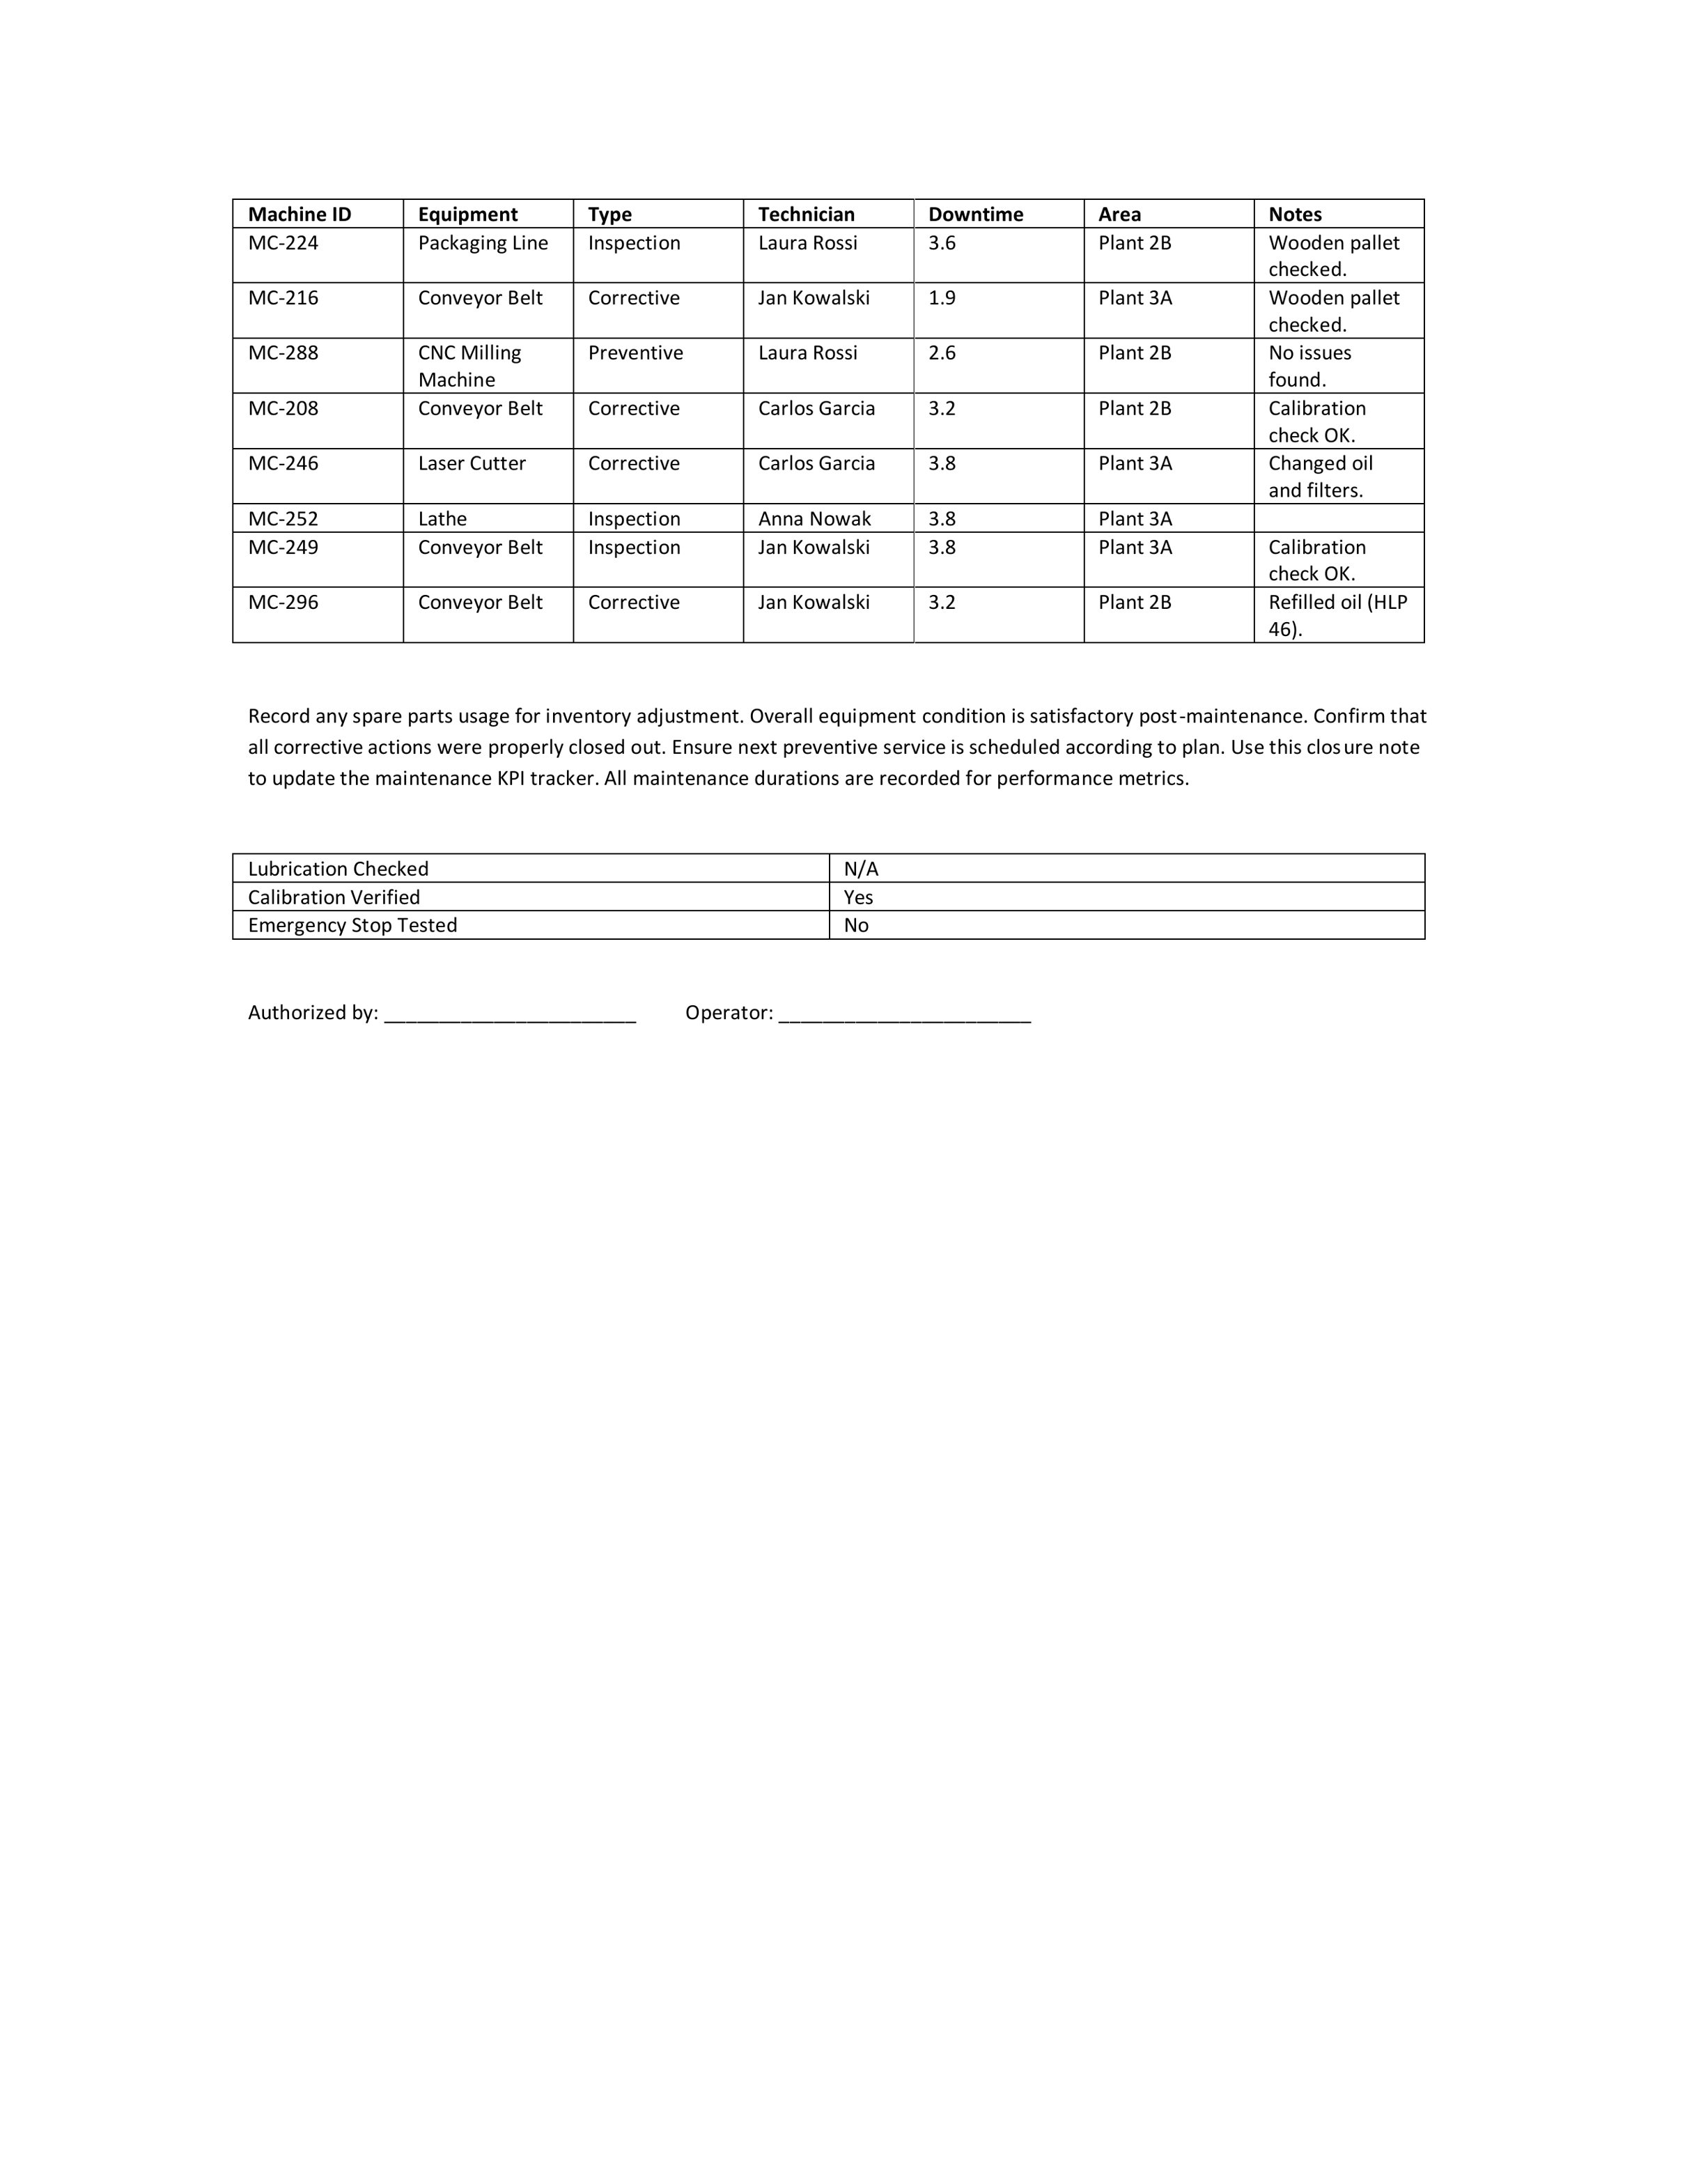 Machine ID Equipment Type Technician Downtime Area Notes
MC-224 Packaging Line Inspection Laura Rossi 3.6 Plant 2B Wooden pallet
checked.
MC-216 Conveyor Belt Corrective Jan Kowalski 1.9 Plant 3A Wooden pallet
checked.
MC-288 CNC Milling Preventive Laura Rossi 2.6 Plant 2B No issues
Machine found.
MC-208 Conveyor Belt Corrective Carlos Garcia 3.2 Plant 2B Calibration
check OK.
MC-246 Laser Cutter Corrective Carlos Garcia 3.8 Plant 3A Changed oil
and filters.
MC-252 Lathe Inspection Anna Nowak 3.8 Plant 3A
MC-249 Conveyor Belt Inspection Jan Kowalski 3.8 Plant 3A Calibration
check OK.
MC-296 Conveyor Belt Corrective Jan Kowalski 3.2 Plant 2B Refilled oil (HLP
46).
Record any spare parts usage for inventory adjustment. Overall equipment condition is satisfactory post-maintenance. Confirm that
all corrective actions were properly closed out. Ensure next preventive service is scheduled according to plan. Use this closure note
to update the maintenance KPI tracker. All maintenance durations are recorded for performance metrics.
Lubrication Checked N/A
Calibration Verified Yes
Emergency Stop Tested No
Authorized by: _______________________ Operator: _______________________